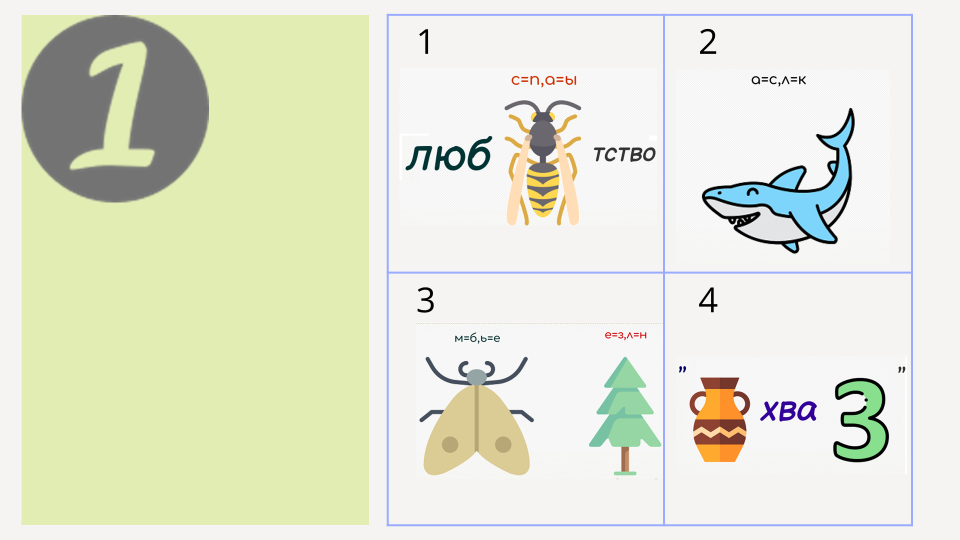 1
1
с=п,а=ы
люб
тство
2
а=с,л=к
3
м=б,ь=е
е=з,л=н
4
" хва 3 "